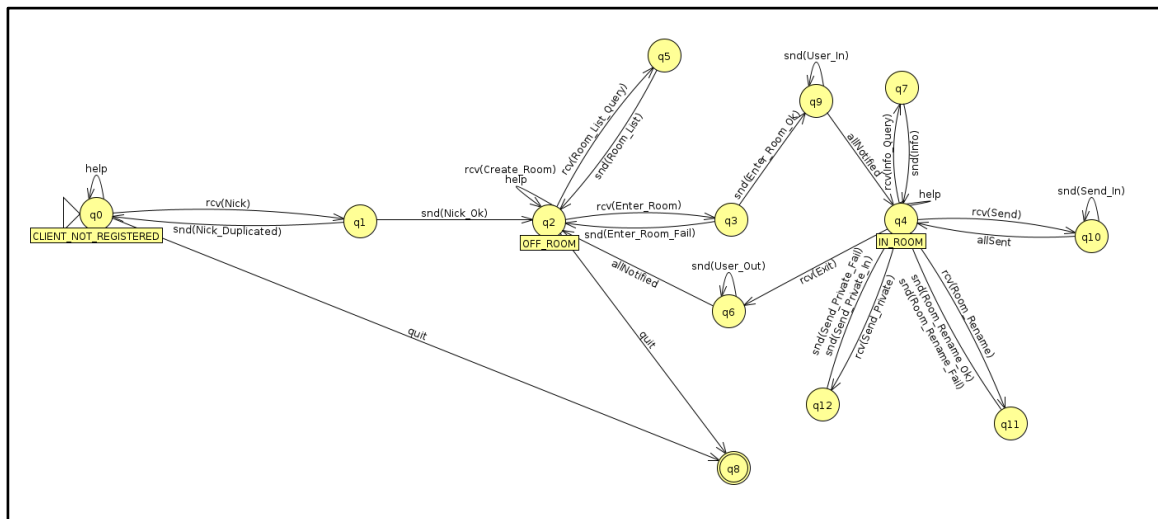 q5
snd(User_In)
q9
q7
rcv(Room_List_Query)
snd(Room_List)
snd(Enter_Room_Ok)
allNotified
rcv(Info_Query)
snd(Info)
help
rcv(Create_Room)
help
help
snd(Send_In)
q0
CLIENT_NOT_REGISTERED
rcv(Nick)
snd(Nick_Duplicated)
q1
snd(Nick_Ok)
q2
OFF_ROOM
rcv(Enter_Room)
snd(Enter_Room_Fail)
q3
q4
IN_ROOM
rcv(Send)
allSent
q10
allNotified
snd(User_Out)
q6
rcv(Exit)
quit
quit
snd(Send_Private_Fail)
snd(Send_Private_In)
rcv(Send_Private)
rcv(Room_Rename)
snd(Room_Rename_Ok)
snd(Room_Rename_Fail)
q12
q11
q8